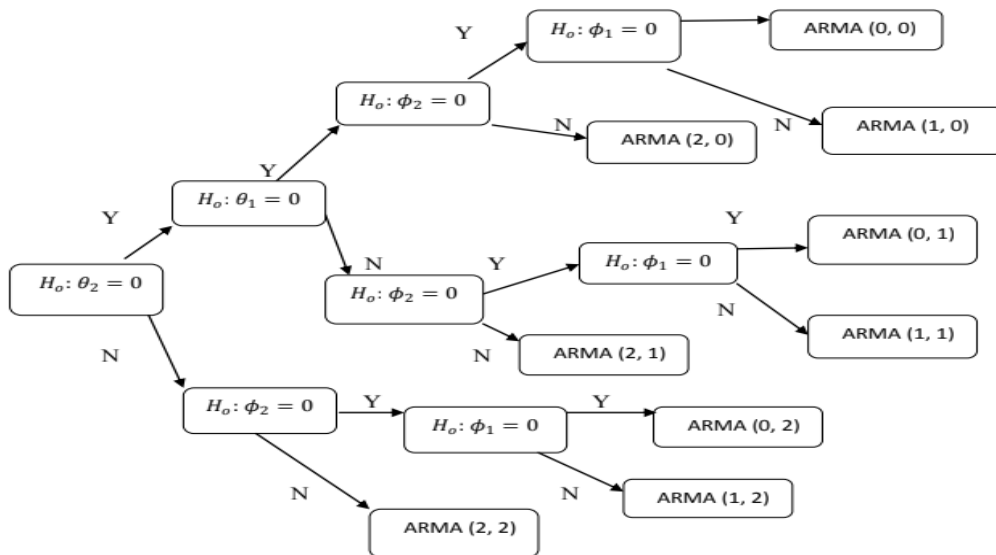 Y
H_o: ϕ_1 = 0
ARMA (0, 0)
H_o: ϕ_2 = 0
N
ARMA (2, 0)
N
ARMA (1, 0)
Y
H_o: θ_1 = 0
Y
H_o: θ_2 = 0
N
H_o: ϕ_2 = 0
Y
H_o: ϕ_1 = 0
Y
ARMA (0, 1)
N
ARMA (1, 1)
N
ARMA (2, 1)
N
H_o: ϕ_2 = 0
Y
H_o: ϕ_1 = 0
Y
ARMA (0, 2)
N
ARMA (1, 2)
N
ARMA (2, 2)